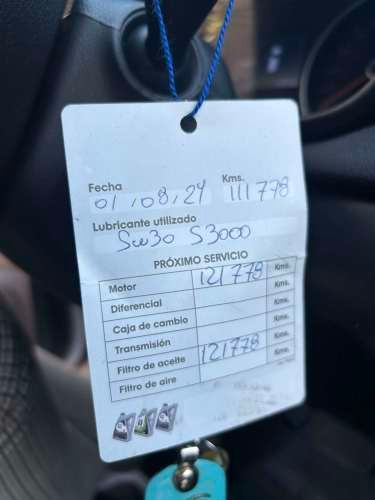 Fecha Kms.
01,08,24 111778
Lubricante utilizado
5w30 S3000
PRÓXIMO SERVICIO
Motor 121778 Kms.
Diferencial Kms.
Caja de cambio Kms.
Transmisión Kms.
Filtro de aceite 121778 Kms.
Filtro de aire Kms.